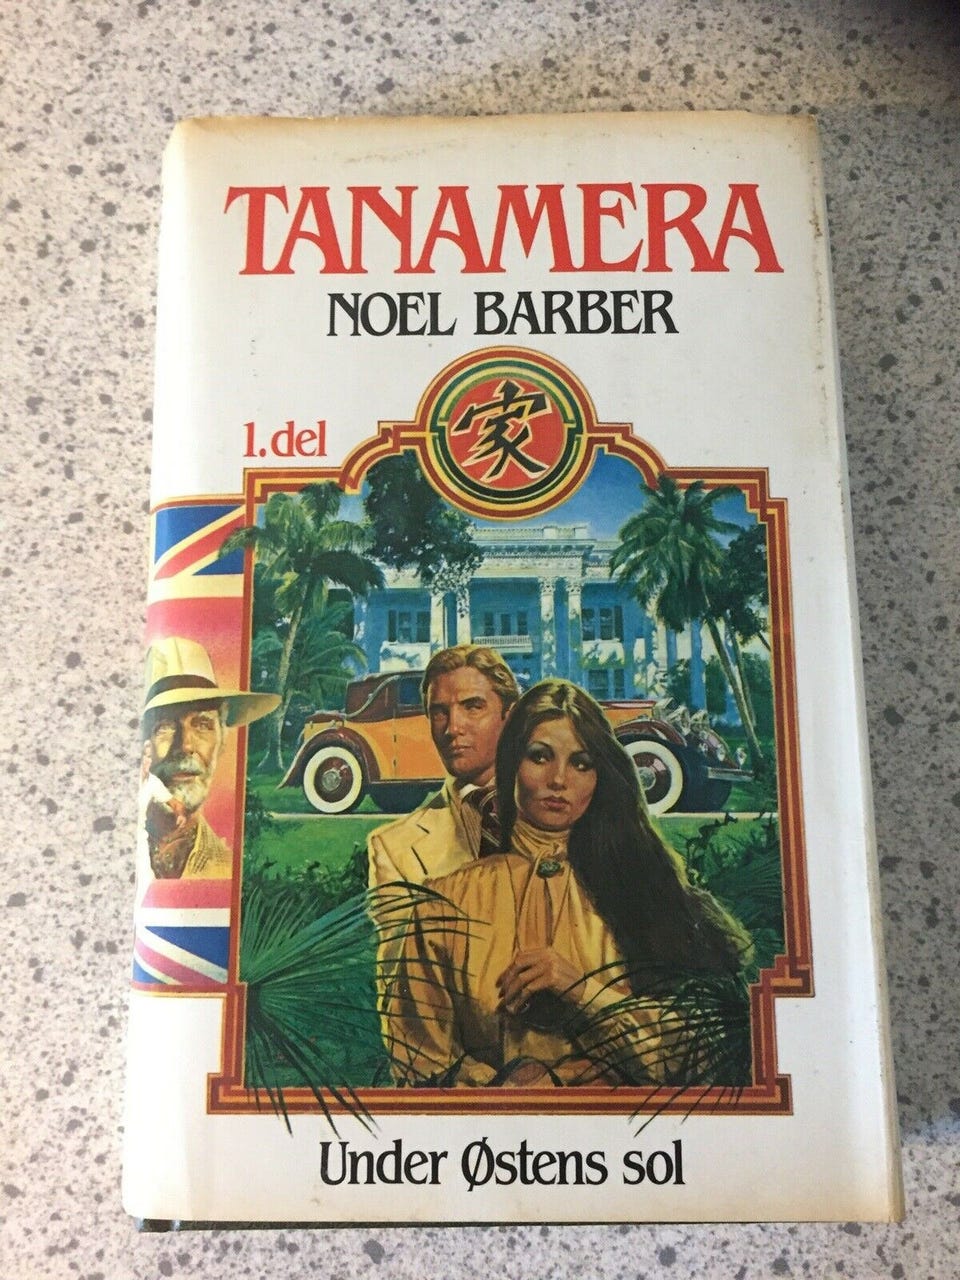 TANAMERA
NOEL BARBER
家
1. del
Under Østens sol